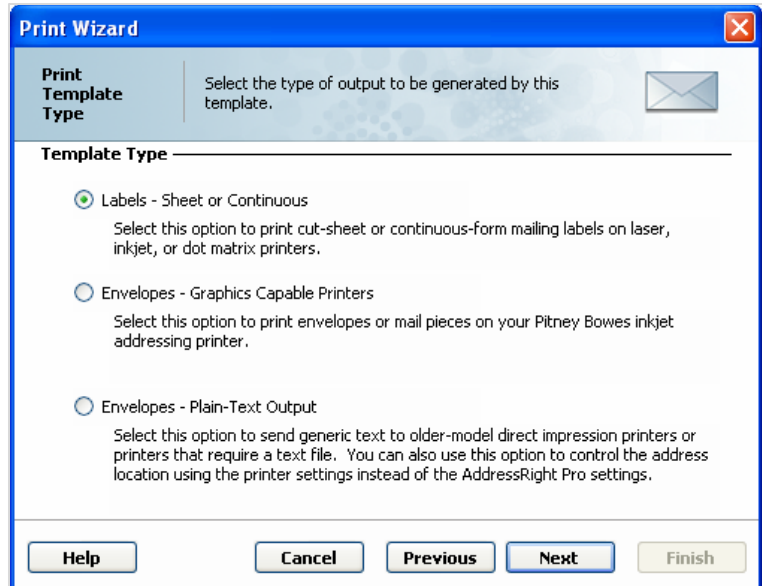 Print Wizard
Print
Template
Type
Select the type of output to be generated by this
template.
Template Type
Labels - Sheet or Continuous
Select this option to print cut-sheet or continuous-form mailing labels on laser,
inkjet, or dot matrix printers.
Envelopes - Graphics Capable Printers
Select this option to print envelopes or mail pieces on your Pitney Bowes inkjet
addressing printer.
Envelopes - Plain-Text Output
Select this option to send generic text to older-model direct impression printers or
printers that require a text file. You can also use this option to control the address
location using the printer settings instead of the AddressRight Pro settings.
Help Cancel Previous Next Finish